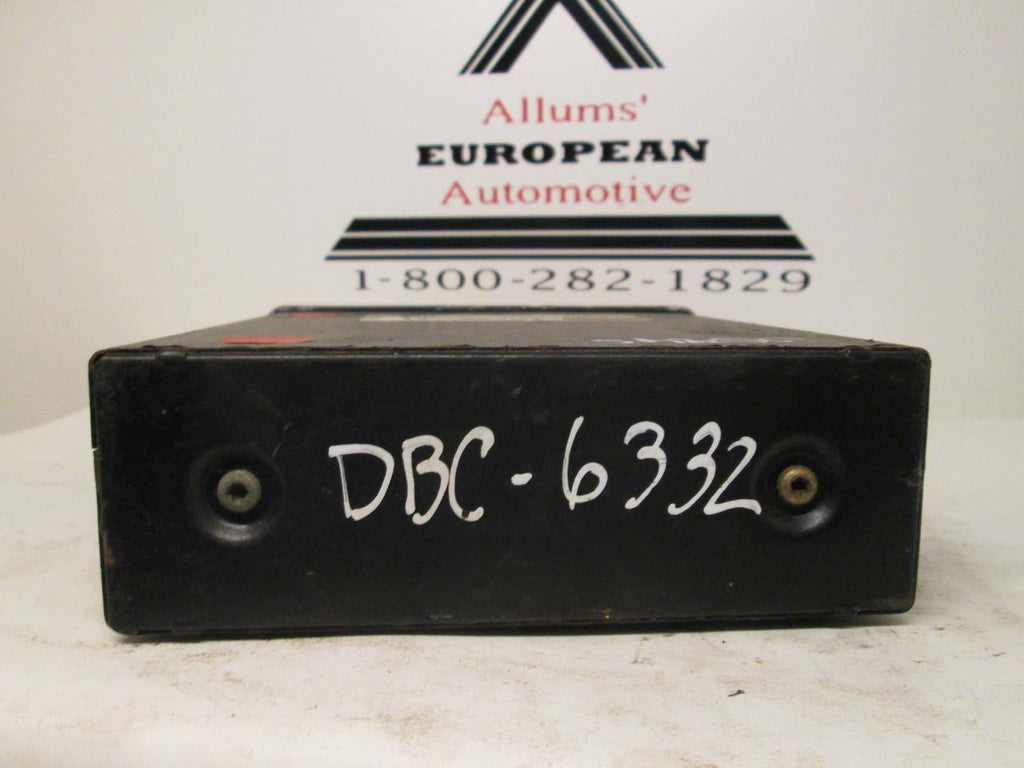 Allums'
EUROPEAN
Automotive
1-800-282-1829
DBC-6332